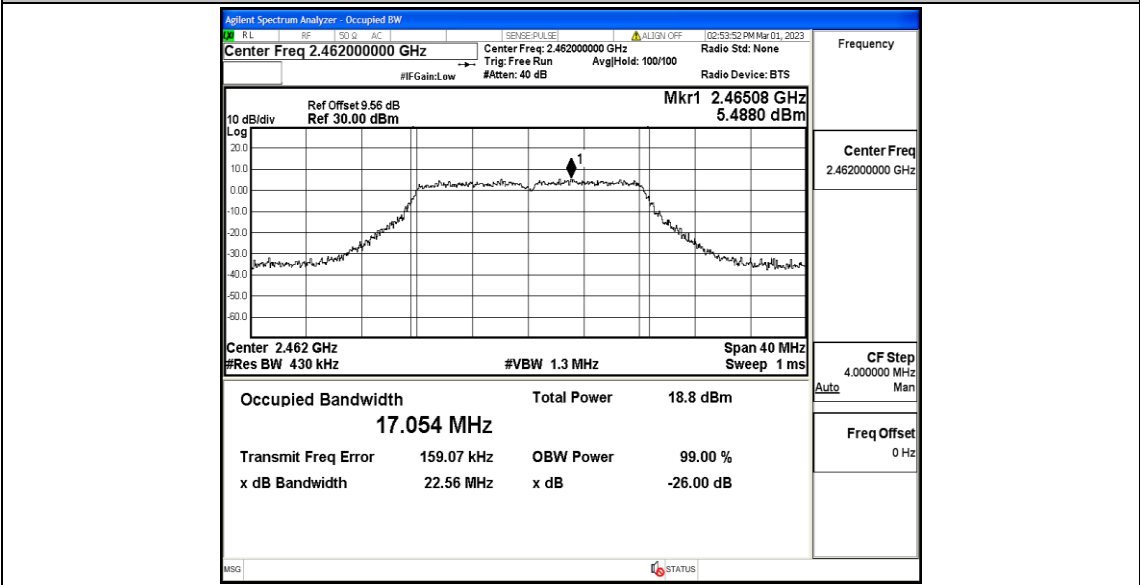 Agilent Spectrum Analyzer - Occupied BW
RL RF 50 Ω AC SENSE:PULSE ALIGN OFF 02:53:52 PM Mar 01, 2023
Center Freq 2.462000000 GHz
Center Freq: 2.462000000 GHz Radio Std: None
Trig: Free Run Avg|Hold: 100/100
#IFGain:Low #Atten: 40 dB Radio Device: BTS
Ref Offset 9.56 dB
10 dB/div Ref 30.00 dBm
Mkr1 2.46508 GHz
5.4880 dBm
Log
20.0
10.0
0.00
-10.0
-20.0
-30.0
-40.0
-50.0
-60.0
1
Center 2.462 GHz Span 40 MHz
#Res BW 430 kHz #VBW 1.3 MHz Sweep 1 ms
Occupied Bandwidth Total Power 18.8 dBm
17.054 MHz
Transmit Freq Error 159.07 kHz OBW Power 99.00 %
x dB Bandwidth 22.56 MHz x dB -26.00 dB
MSG STATUS
Frequency
Center Freq
2.462000000 GHz
CF Step
4.000000 MHz
Auto Man
Freq Offset
0 Hz